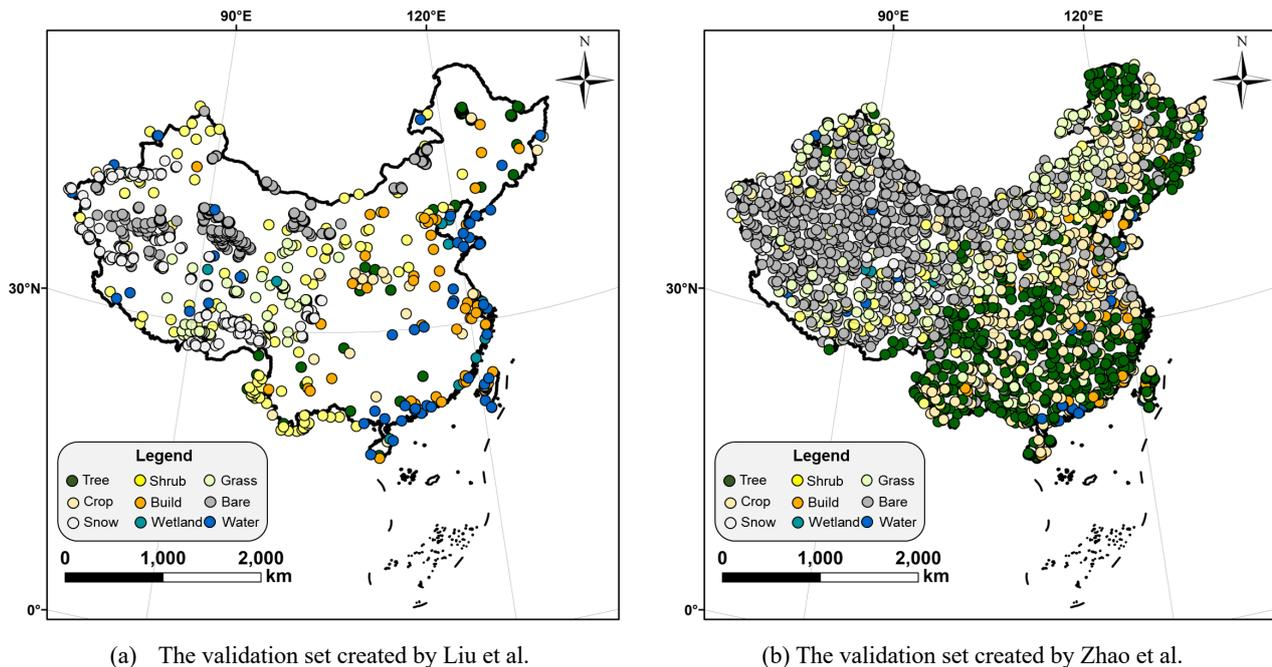 90°E 120°E
N
30°N
Legend
Tree Shrub Grass
Crop Build Bare
Snow Wetland Water
0 1,000 2,000
km
0°
(a) The validation set created by Liu et al.
90°E 120°E
N
30°N
Legend
Tree Shrub Grass
Crop Build Bare
Snow Wetland Water
0 1,000 2,000
km
0°
(b) The validation set created by Zhao et al.